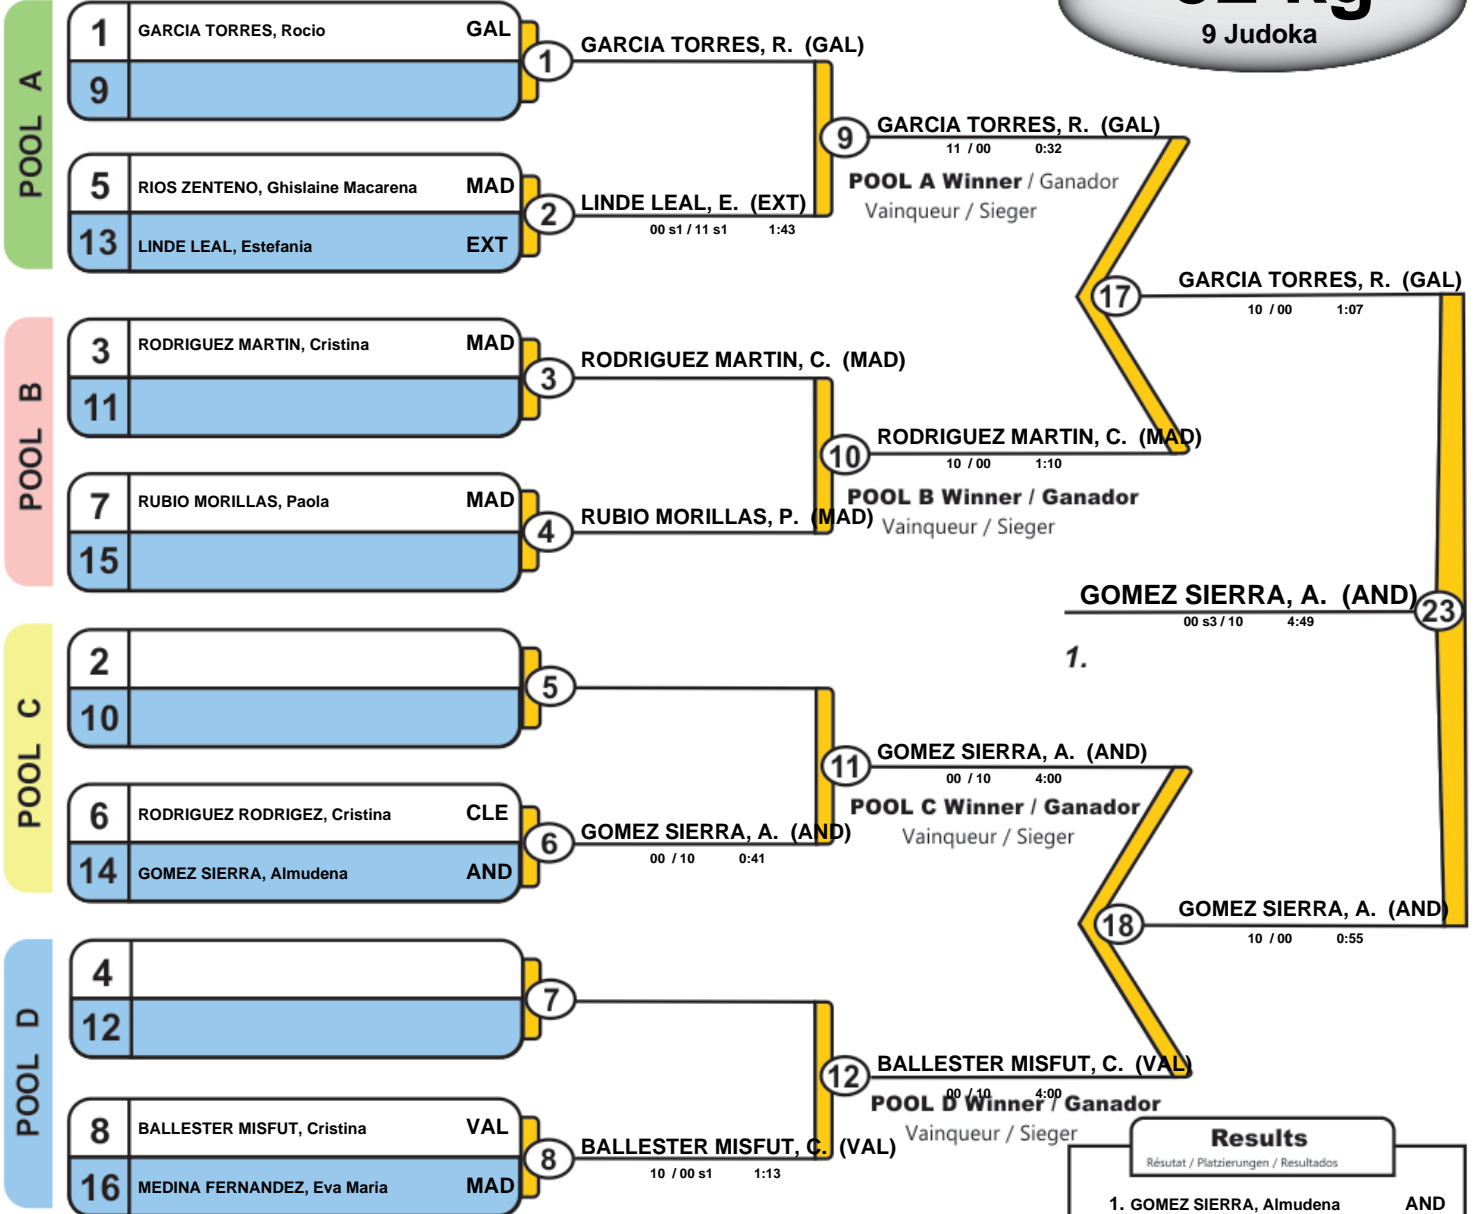 9 Judoka
POOL A
1 GARCIA TORRES, Rocio GAL
9
5 RIOS ZENTENO, Ghislaine Macarena MAD
13 LINDE LEAL, Estefania EXT
1 GARCIA TORRES, R. (GAL)
2 LINDE LEAL, E. (EXT)
00 s1 / 11 s1 1:43
9 GARCIA TORRES, R. (GAL)
11 / 00 0:32
POOL A Winner / Ganador
Vainqueur / Sieger
POOL B
3 RODRIGUEZ MARTIN, Cristina MAD
11
7 RUBIO MORILLAS, Paola MAD
15
3 RODRIGUEZ MARTIN, C. (MAD)
4 RUBIO MORILLAS, P. (MAD)
10 RODRIGUEZ MARTIN, C. (MAD)
10 / 00 1:10
POOL B Winner / Ganador
Vainqueur / Sieger
17 GARCIA TORRES, R. (GAL)
10 / 00 1:07
GOMEZ SIERRA, A. (AND) 23
00 s3 / 10 4:49
1.
POOL C
2
10
6 RODRIGUEZ RODRIGEZ, Cristina CLE
14 GOMEZ SIERRA, Almudena AND
5
6 GOMEZ SIERRA, A. (AND)
00 / 10 0:41
11 GOMEZ SIERRA, A. (AND)
00 / 10 4:00
POOL C Winner / Ganador
Vainqueur / Sieger
POOL D
4
12
8 BALLESTER MISFUT, Cristina VAL
16 MEDINA FERNANDEZ, Eva Maria MAD
7
8 BALLESTER MISFUT, C. (VAL)
10 / 00 s1 1:13
12 BALLESTER MISFUT, C. (VAL)
00 / 10 4:00
POOL D Winner / Ganador
Vainqueur / Sieger
18 GOMEZ SIERRA, A. (AND)
10 / 00 0:55
Results
Résutat / Platzierungen / Resultados
1. GOMEZ SIERRA, Almudena AND